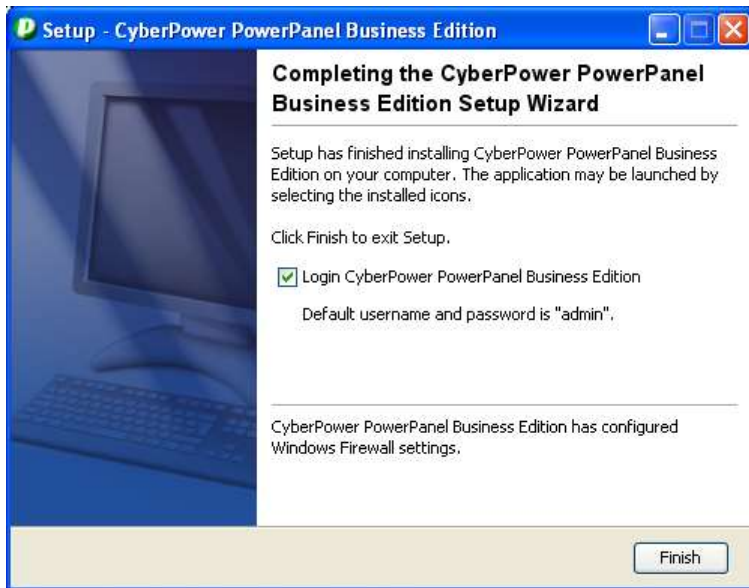 Setup - CyberPower PowerPanel Business Edition
Completing the CyberPower PowerPanel
Business Edition Setup Wizard
Setup has finished installing CyberPower PowerPanel Business
Edition on your computer. The application may be launched by
selecting the installed icons.
Click Finish to exit Setup.
Login CyberPower PowerPanel Business Edition
Default username and password is "admin".
CyberPower PowerPanel Business Edition has configured
Windows Firewall settings.
Finish